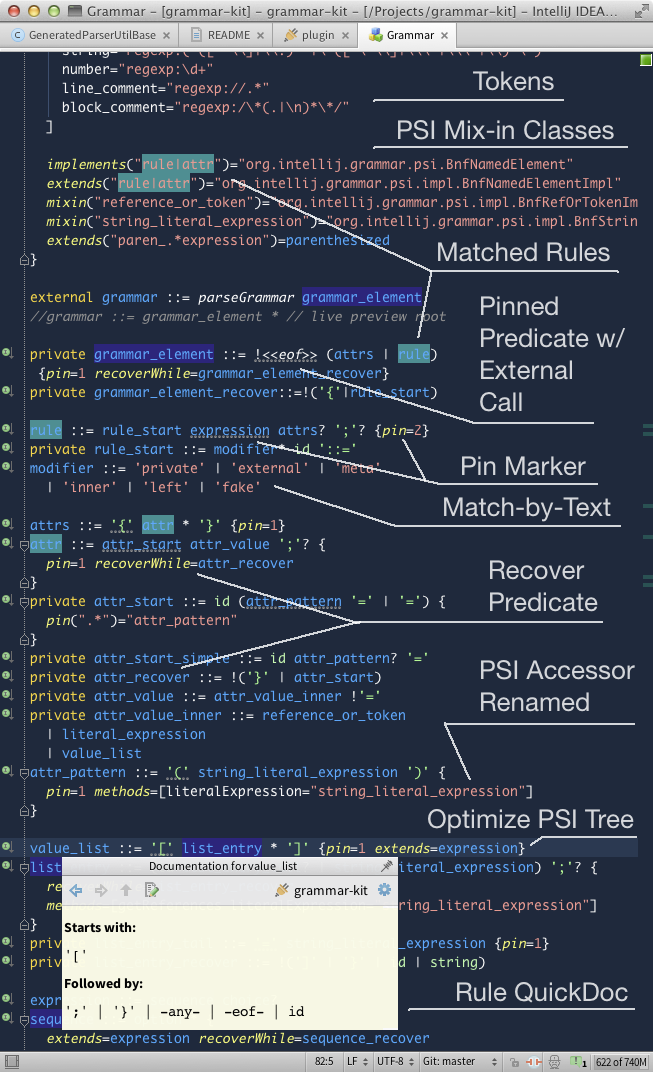 Grammar - [grammar-kit] - grammar-kit - [/Projects/grammar-kit] - IntelliJ IDEA...
GeneratedParserUtilBase README plugin Grammar
number="regexp:\d+"
line_comment="regexp://.*"
block_comment="regexp:/\*(.|\n)*\*/"
]
Tokens
PSI Mix-in Classes
implements("rule|attr")="org.intellij.grammar.psi.BnfNamedElement"
extends("rule|attr")="org.intellij.grammar.psi.impl.BnfNamedElementImpl"
mixin("reference_or_token")="org.intellij.grammar.psi.impl.BnfRefOrTokenIm
mixin("string_literal_expression")="org.intellij.grammar.psi.impl.BnfStrin
extends("paren_.*expression")=parenthesized
}
Matched Rules
external grammar ::= parseGrammar grammar_element
//grammar ::= grammar_element * // live preview root
Pinned
Predicate w/
External
Call
private grammar_element ::= !<<eof>> (attrs | rule)
{pin=1 recoverWhile=grammar_element_recover}
private grammar_element_recover::=!('{'|rule_start)
rule ::= rule_start expression attrs? ';'? {pin=2}
private rule_start ::= modifier* id '::='
modifier ::= 'private' | 'external' | 'meta'
| 'inner' | 'left' | 'fake'
Pin Marker
Match-by-Text
attrs ::= '{' attr * '}' {pin=1}
attr ::= attr_start attr_value ';'? {
pin=1 recoverWhile=attr_recover
}
Recover
Predicate
private attr_start ::= id (attr_pattern '=' | '=') {
pin(".*")="attr_pattern"
}
private attr_start_simple ::= id attr_pattern? '='
private attr_recover ::= !('}' | attr_start)
private attr_value ::= attr_value_inner !'='
private attr_value_inner ::= reference_or_token
| literal_expression
| value_list
PSI Accessor
Renamed
attr_pattern ::= '(' string_literal_expression ')' {
pin=1 methods=[literalExpression="string_literal_expression"]
}
Optimize PSI Tree
value_list ::= '[' list_entry * ']' {pin=1 extends=expression}
list
iteral_expression) ';'? {
re
me
string_literal_expression"]
}
priv
_expression {pin=1}
priv
d | string)
Documentation for value_list
grammar-kit
Starts with:
'['
Followed by:
';' | '}' | -any- | -eof- | id
Rule QuickDoc
expr
sequ
extends=expression recoverWhile=sequence_recover
82:5 LF UTF-8 Git: master 1 622 of 740M